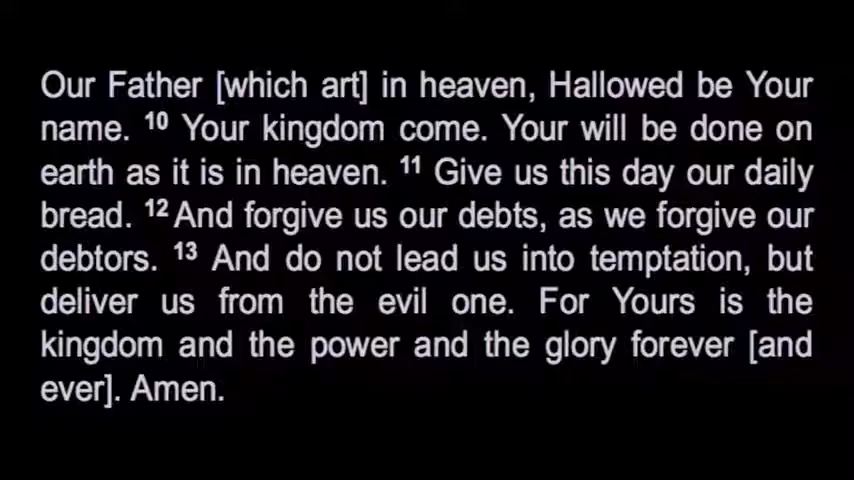 Our Father [which art] in heaven, Hallowed be Your
name. 10 Your kingdom come. Your will be done on
earth as it is in heaven. 11 Give us this day our daily
bread. 12 And forgive us our debts, as we forgive our
debtors. 13 And do not lead us into temptation, but
deliver us from the evil one. For Yours is the
kingdom and the power and the glory forever [and
ever]. Amen.